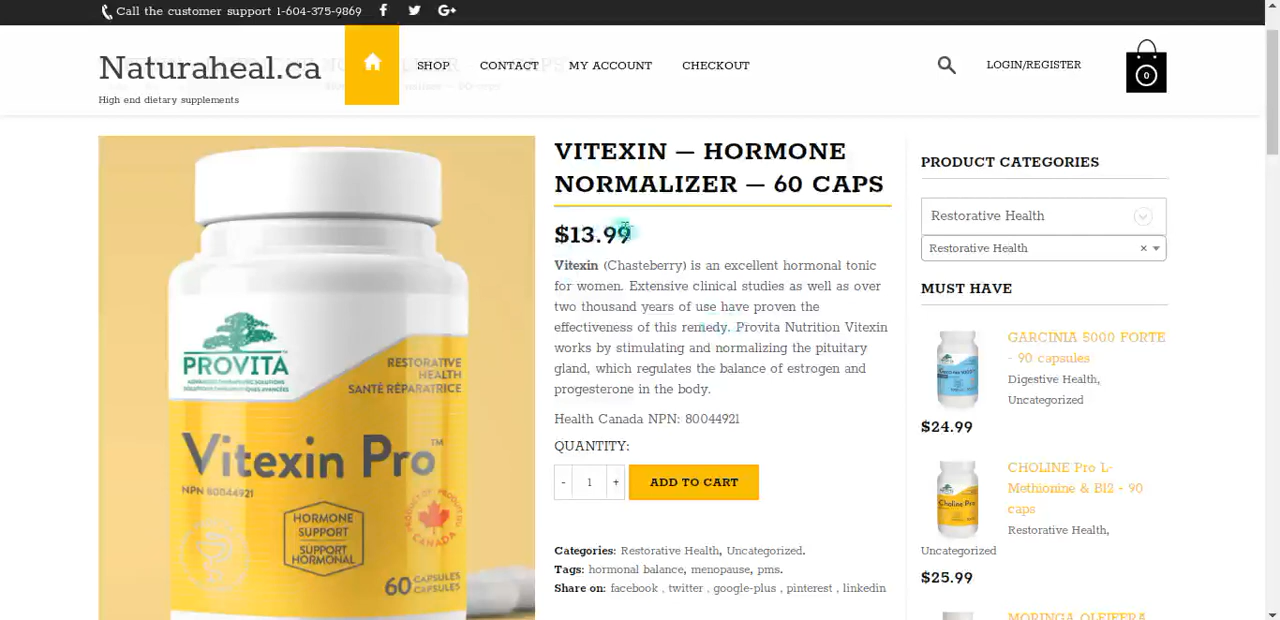 Call the customer support 1-604-375-9869
Naturaheal.ca
High end dietary supplements
SHOP
CONTACT
MY ACCOUNT
CHECKOUT
LOGIN/REGISTER
0
VITEXIN – HORMONE
NORMALIZER – 60 CAPS
$13.99
Vitexin (Chasteberry) is an excellent hormonal tonic
for women. Extensive clinical studies as well as over
two thousand years of use have proven the
effectiveness of this remedy. Provita Nutrition Vitexin
works by stimulating and normalizing the pituitary
gland, which regulates the balance of estrogen and
progesterone in the body.
Health Canada NPN: 80044921
QUANTITY:
- 1 +
ADD TO CART
Categories: Restorative Health, Uncategorized.
Tags: hormonal balance, menopause, pms.
Share on: facebook , twitter , google-plus , pinterest , linkedin
PROVITA™
RESTORATIVE
HEALTH
SANTÉ RÉPARATRICE
Vitexin Pro™
NPN 80044921
HORMONE
SUPPORT
SUPPORT
HORMONAL
CANADA
60 CAPSULES
CAPSULES
PRODUCT CATEGORIES
Restorative Health
Restorative Health
MUST HAVE
GARCINIA 5000 FORTE
- 90 capsules
Digestive Health,
Uncategorized
$24.99
CHOLINE Pro L-
Methionine & B12 - 90
caps
Restorative Health,
Uncategorized
$25.99
MORINGA OLEIFERA